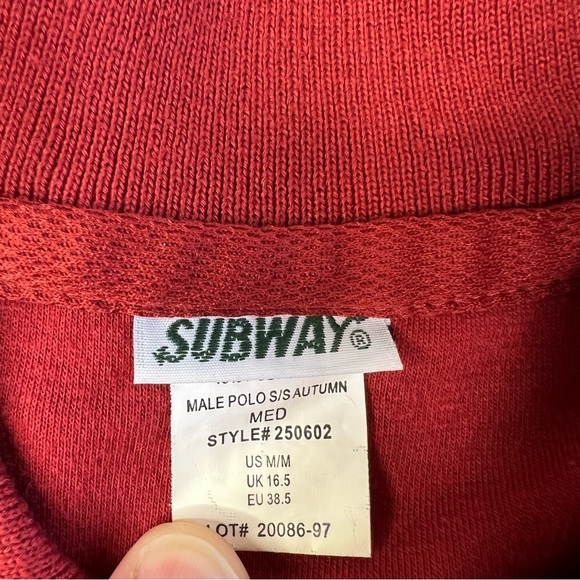 SUBWAY®
MALE POLO S/S AUTUMN
MED
STYLE# 250602
US M/M
UK 16.5
EU 38.5
LOT# 20086-97